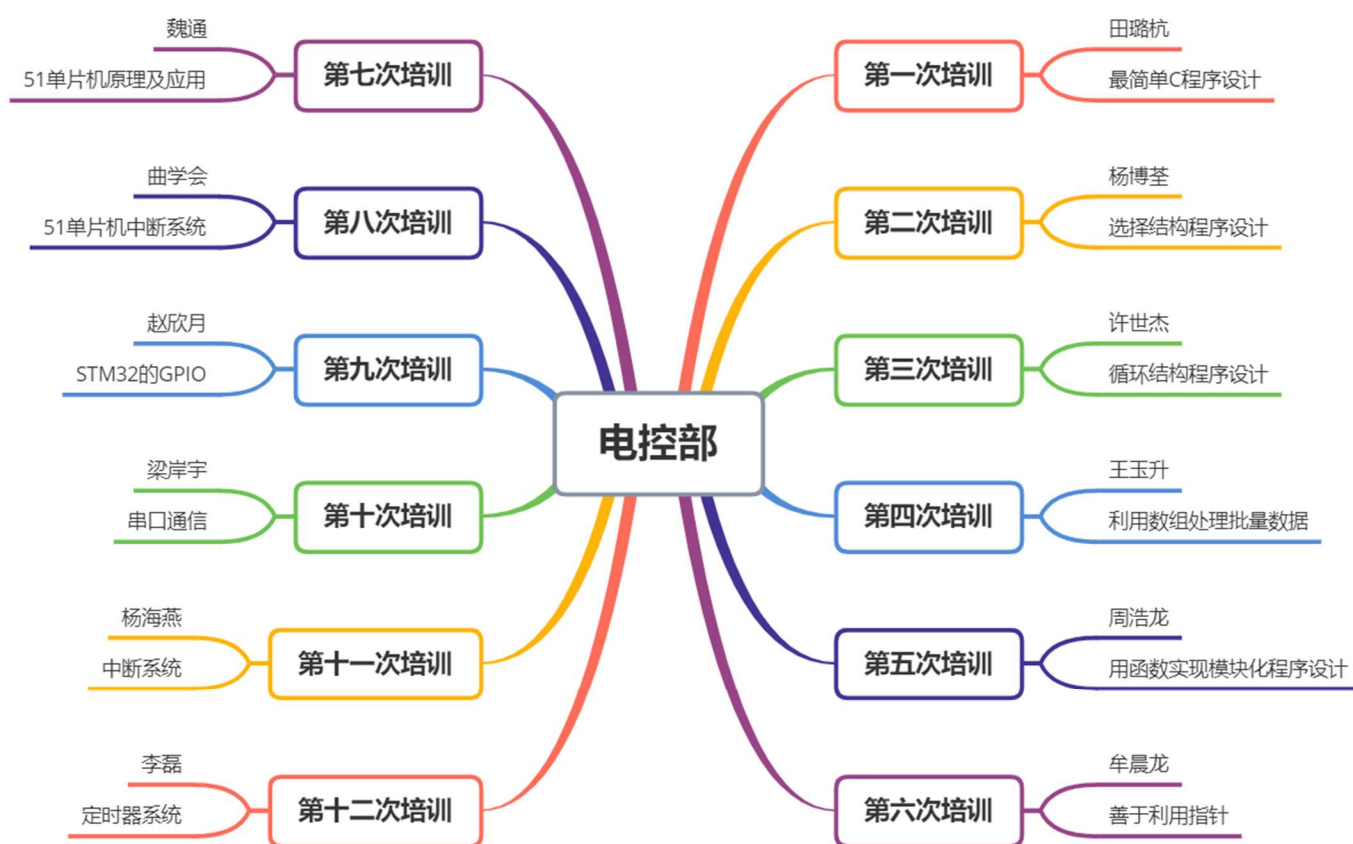 电控部
第一次培训
田璐杭
最简单C程序设计
第二次培训
杨博荃
选择结构程序设计
第三次培训
许世杰
循环结构程序设计
第四次培训
王玉升
利用数组处理批量数据
第五次培训
周浩龙
用函数实现模块化程序设计
第六次培训
牟晨龙
善于利用指针
第七次培训
魏通
51单片机原理及应用
第八次培训
曲学会
51单片机中断系统
第九次培训
赵欣月
STM32的GPIO
第十次培训
梁岸宇
串口通信
第十一次培训
杨海燕
中断系统
第十二次培训
李磊
定时器系统